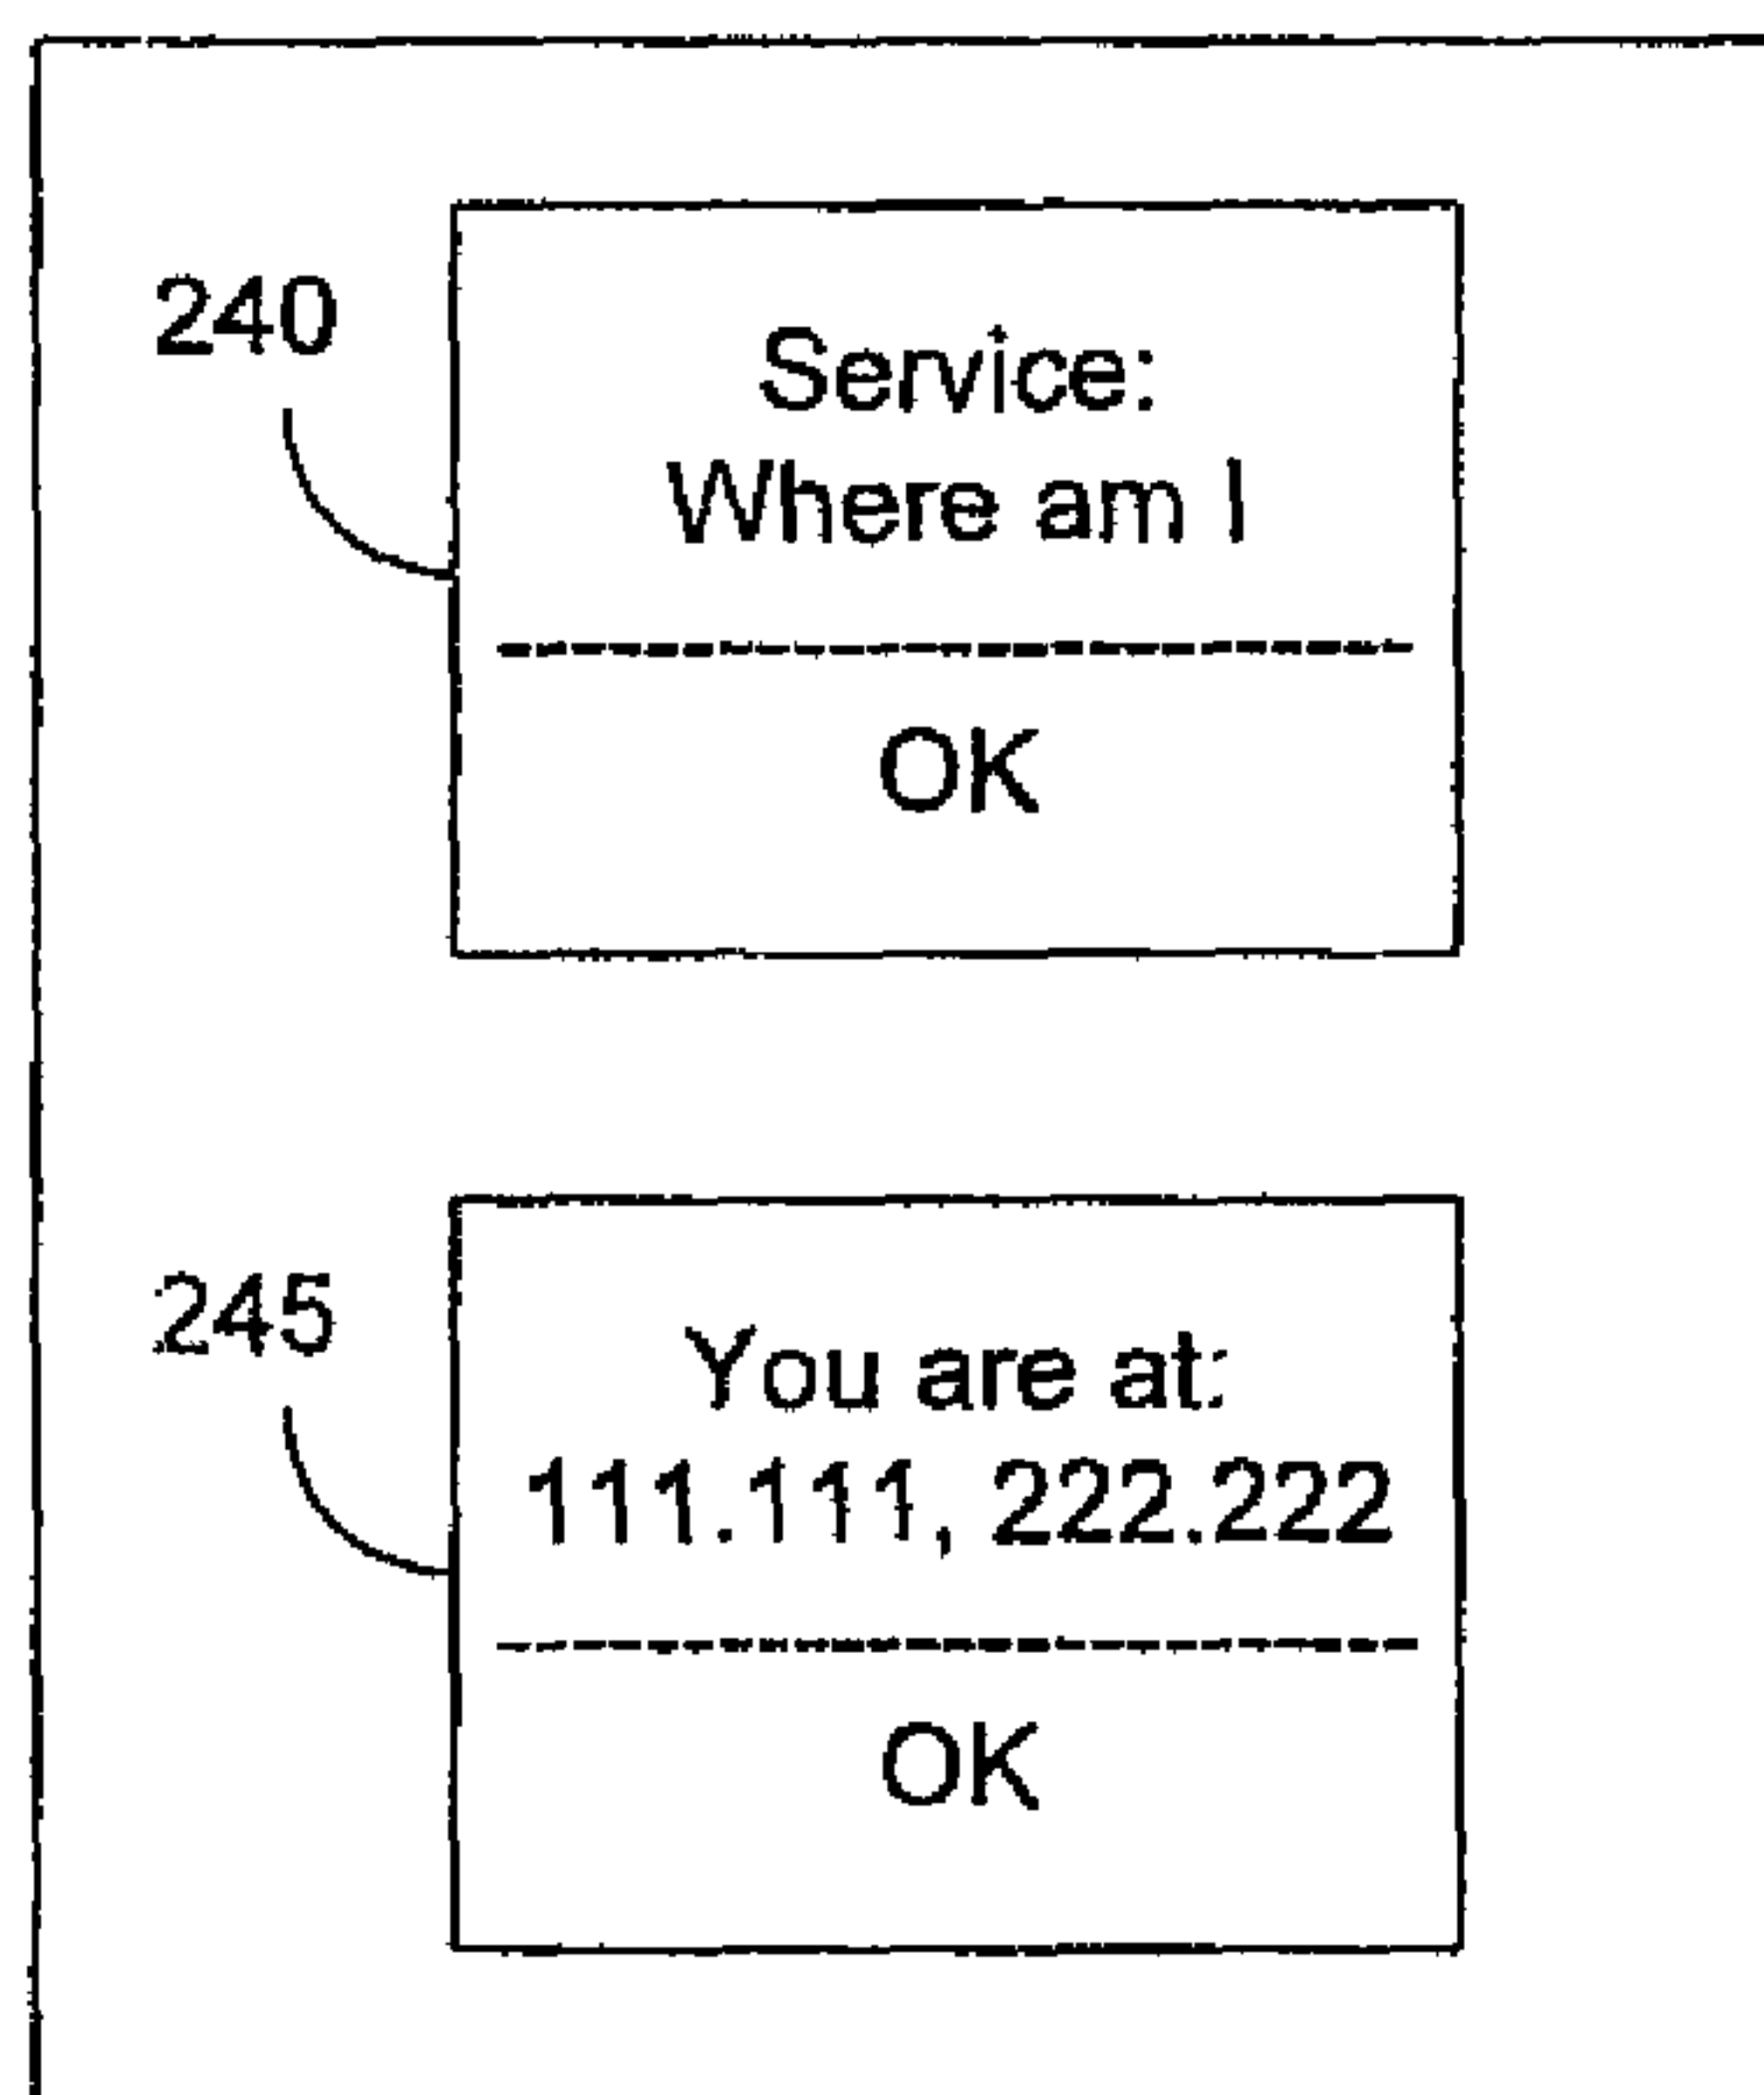 240
Service:
Where am I
OK
245
You are at:
111.111, 222.222
OK